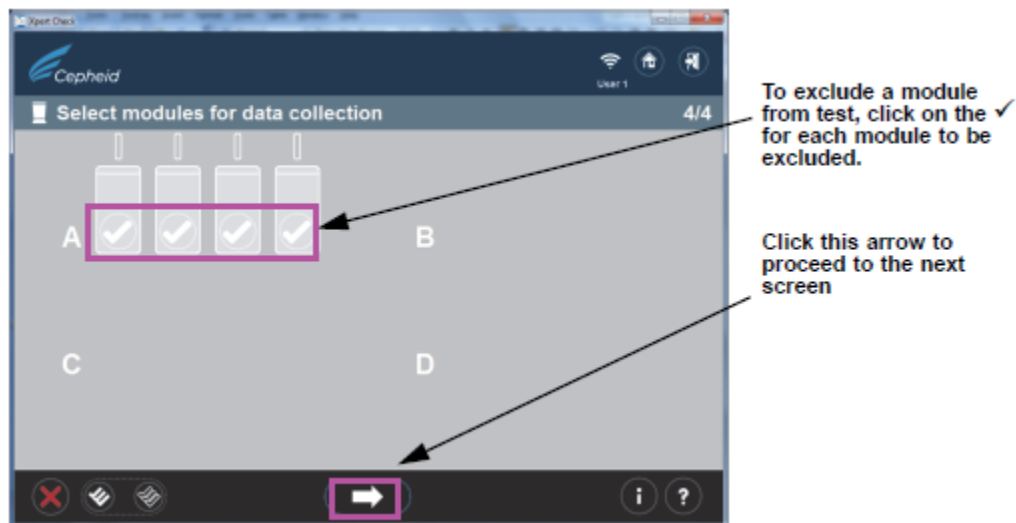 Xpert Check
Cepheid
User 1
Select modules for data collection 4/4
To exclude a module
from test, click on the ✓
for each module to be
excluded.
A B
Click this arrow to
proceed to the next
screen
C D
i ?